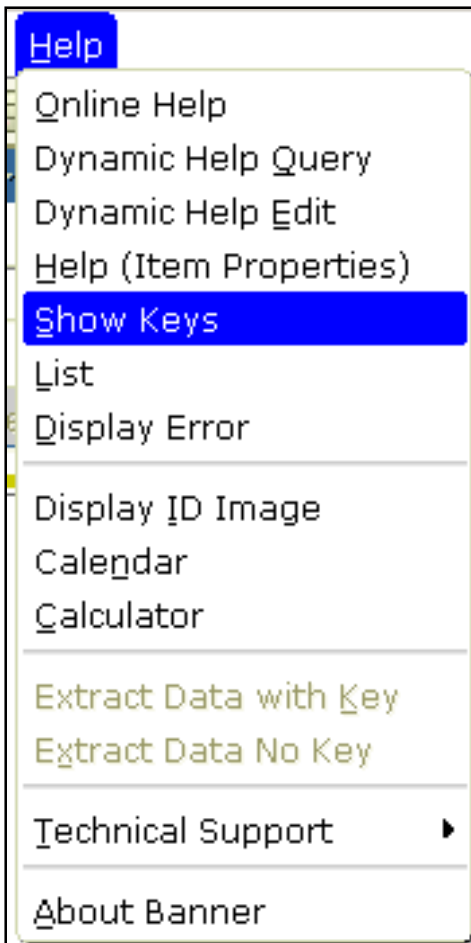 Help
Online Help
Dynamic Help Query
Dynamic Help Edit
Help (Item Properties)
Show Keys
List
Display Error
Display ID Image
Calendar
Calculator
Extract Data with Key
Extract Data No Key
Technical Support
About Banner